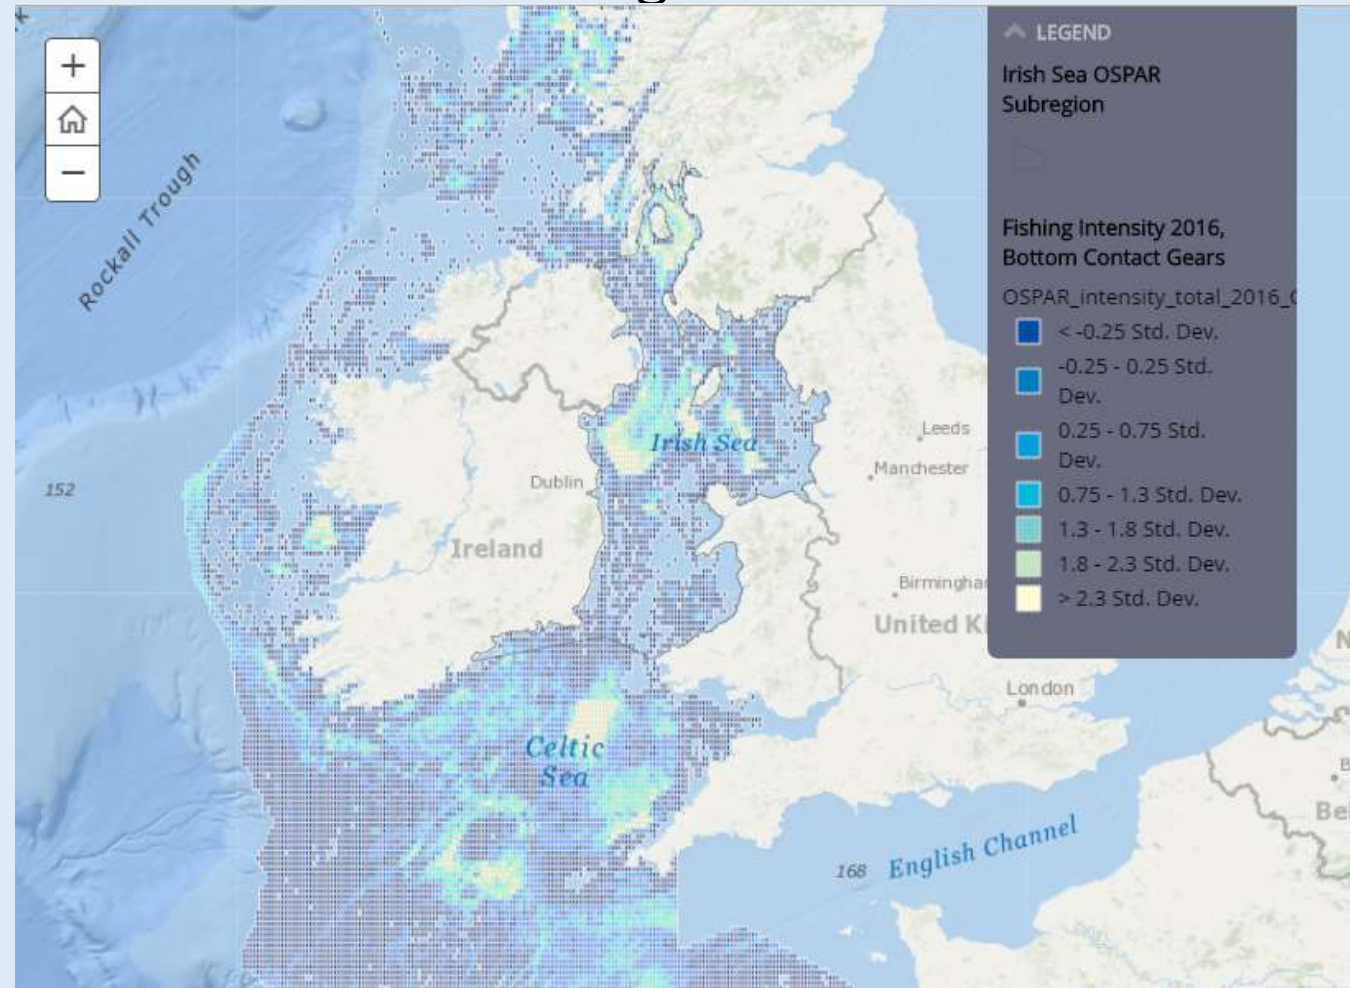 +
−
LEGEND
Irish Sea OSPAR
Subregion
Fishing Intensity 2016,
Bottom Contact Gears
OSPAR_intensity_total_2016_
< -0.25 Std. Dev.
-0.25 - 0.25 Std.
Dev.
0.25 - 0.75 Std.
Dev.
0.75 - 1.3 Std. Dev.
1.3 - 1.8 Std. Dev.
1.8 - 2.3 Std. Dev.
> 2.3 Std. Dev.
Rockall Trough
152
Leeds
Irish Sea
Manchester
Dublin
Ireland
Birmingha
United Ki
London
Celtic
Sea
English Channel
168
N
B
Bel